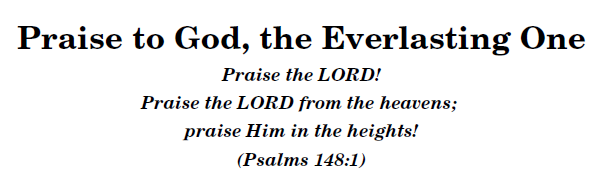 Praise to God, the Everlasting One
Praise the LORD!
Praise the LORD from the heavens;
praise Him in the heights!
(Psalms 148:1)